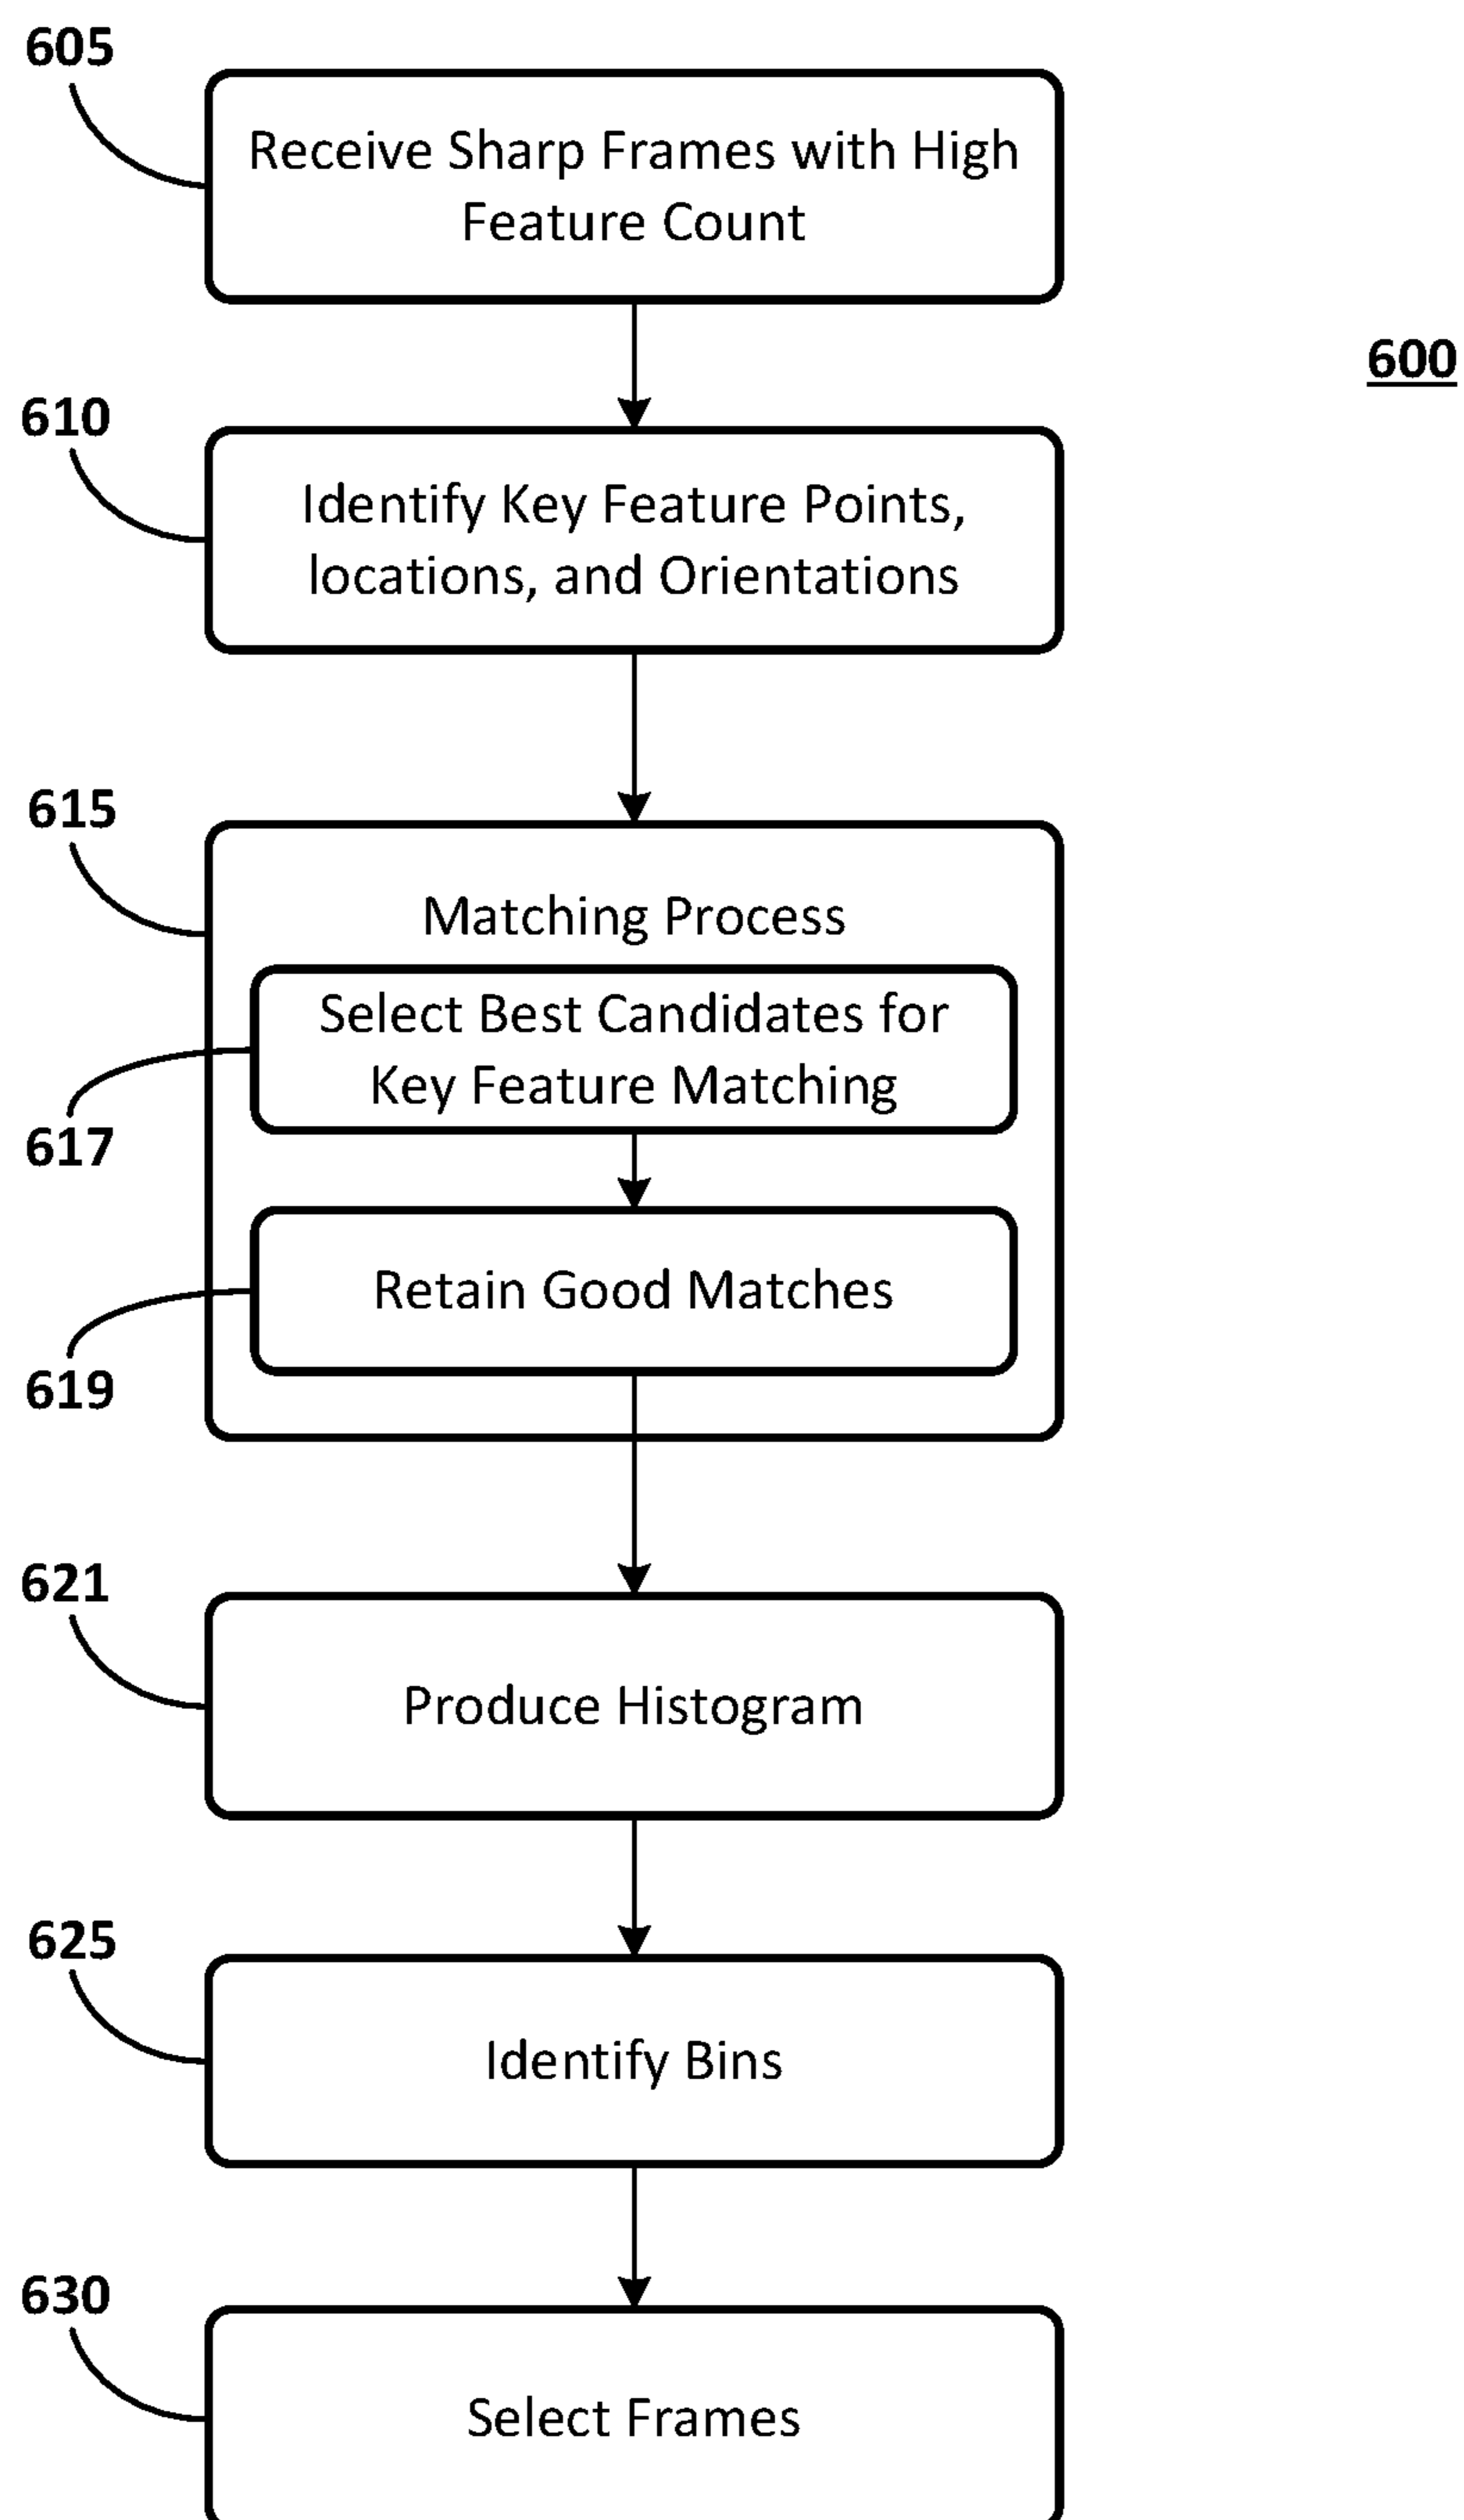 605
Receive Sharp Frames with High
Feature Count
600
610
Identify Key Feature Points,
locations, and Orientations
615
Matching Process
Select Best Candidates for
Key Feature Matching
617
Retain Good Matches
619
621
Produce Histogram
625
Identify Bins
630
Select Frames